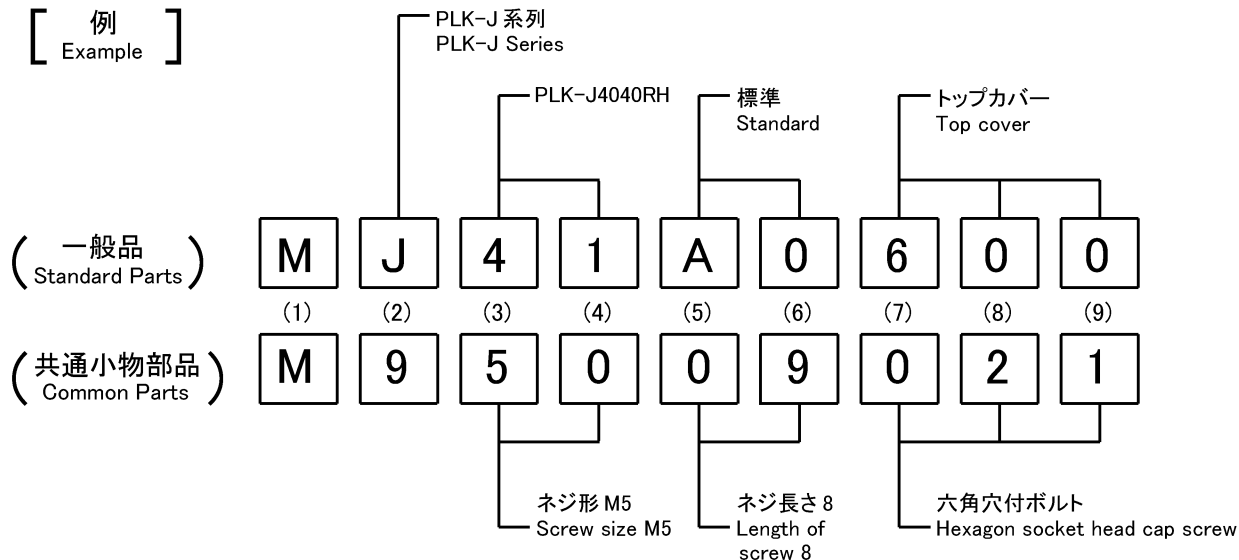 例
Example
PLK-J 系列
PLK-J Series
PLK-J4040RH
標準
Standard
トップカバー
Top cover
一般品
Standard Parts
M J 4 1 A 0 6 0 0
(1) (2) (3) (4) (5) (6) (7) (8) (9)
共通小物部品
Common Parts
M 9 5 0 0 9 0 2 1
ネジ形 M5
Screw size M5
ネジ長さ 8
Length of
screw 8
六角穴付ボルト
Hexagon socket head cap screw